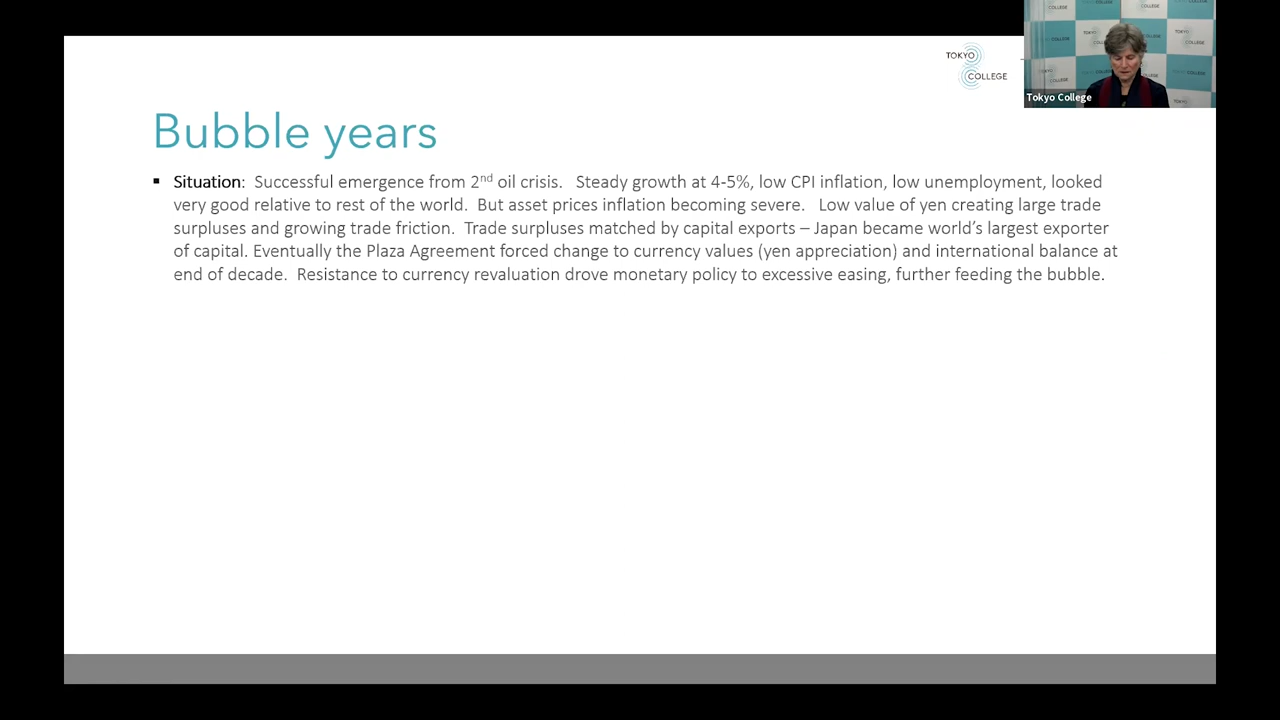 TOKYO
COLLEGE
Tokyo College
Bubble years
▪ Situation: Successful emergence from 2nd oil crisis. Steady growth at 4-5%, low CPI inflation, low unemployment, looked
very good relative to rest of the world. But asset prices inflation becoming severe. Low value of yen creating large trade
surpluses and growing trade friction. Trade surpluses matched by capital exports – Japan became world’s largest exporter
of capital. Eventually the Plaza Agreement forced change to currency values (yen appreciation) and international balance at
end of decade. Resistance to currency revaluation drove monetary policy to excessive easing, further feeding the bubble.